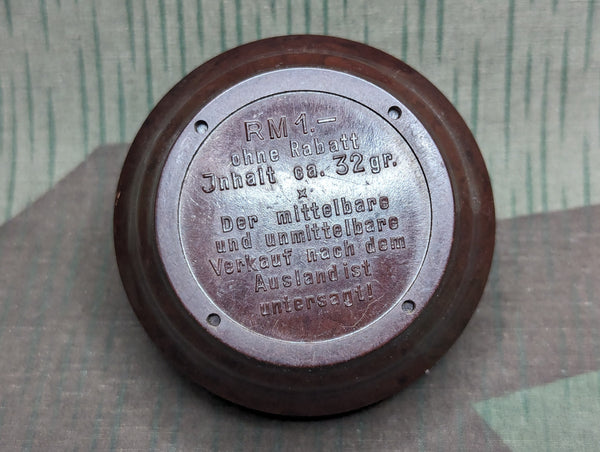 RM 1.-
ohne Rabatt
Jnhalt ca. 32 gr.
x
Der mittelbare
und unmittelbare
Verkauf nach dem
Ausland ist
untersagt!